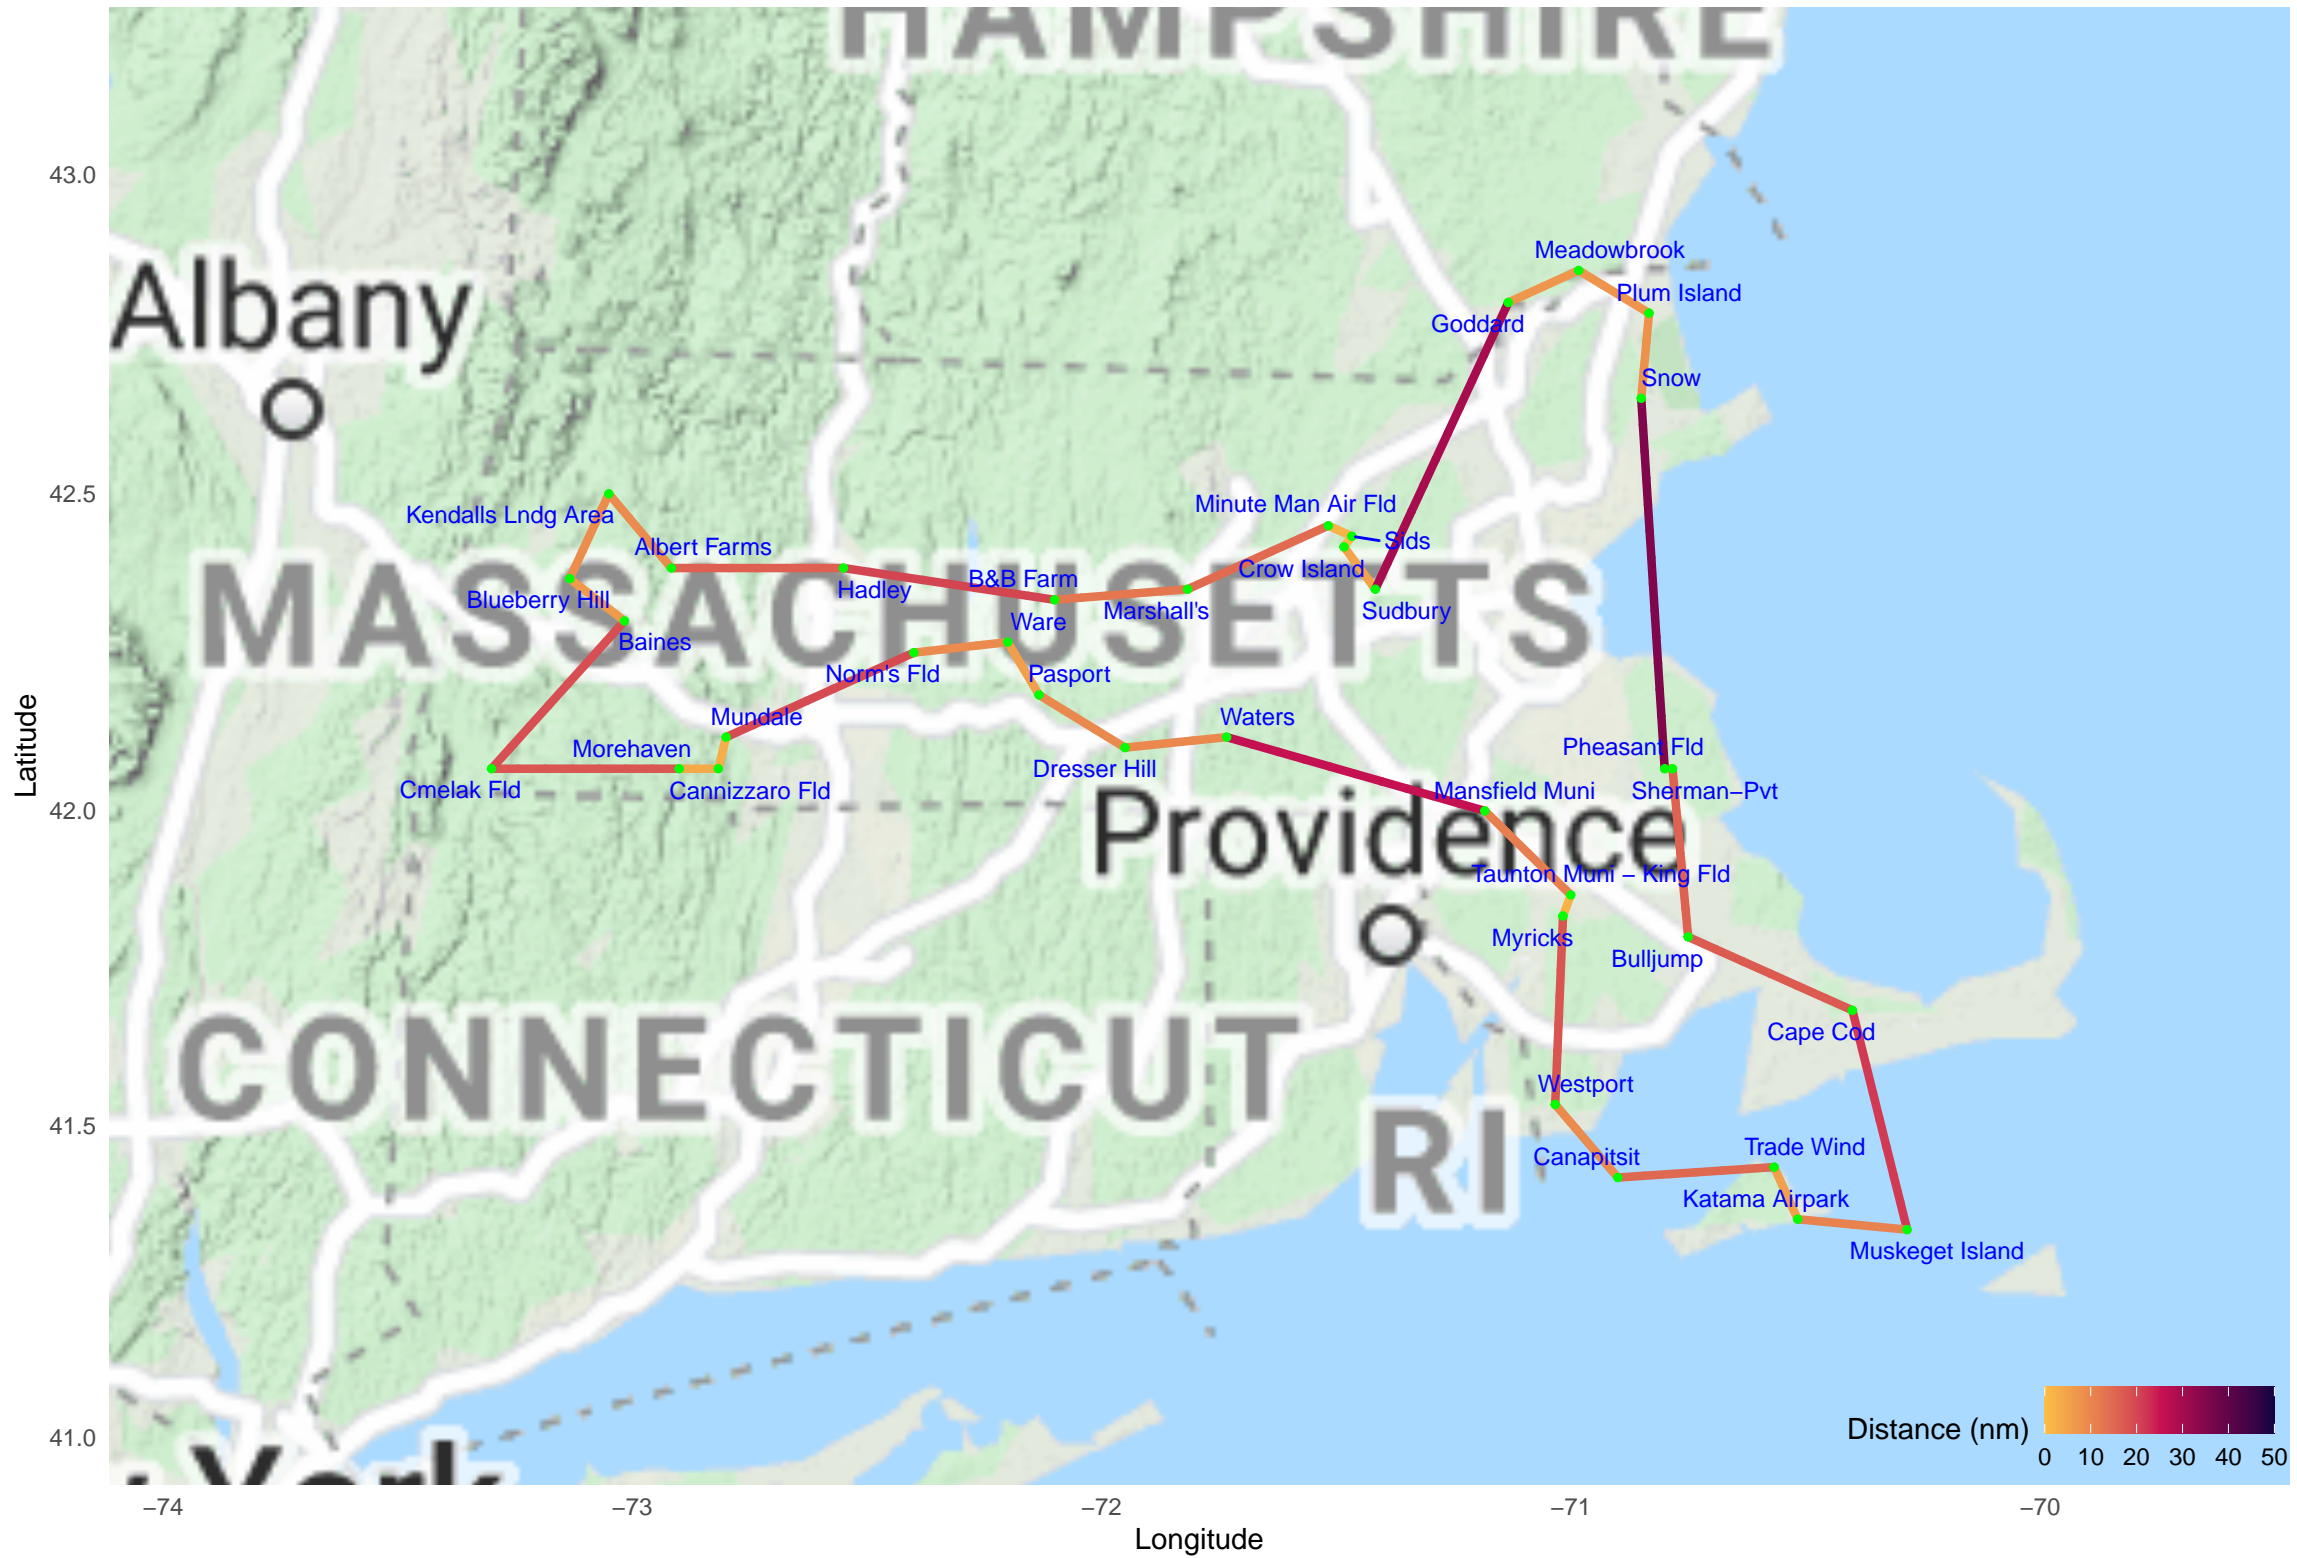 HAMPSHIRE
43.0
Meadowbrook
Albany
Plum Island
Goddard
Snow
42.5
Minute Man Air Fld
Kendalls Lndg Area
Sids
Albert Farms
Crow Island
B&B Farm
Hadley
MASSACHUSETTS
Blueberry Hill
Marshall's
Sudbury
Ware
Baines
Norm's Fld
Pasport
Mundale
Waters
Morehaven
Pheasant Fld
Latitude
Dresser Hill
Cmelak Fld
Cannizzaro Fld
Mansfield Muni
Sherman−Pvt
42.0
Providence
Taunton Muni − King Fld
Myricks
Bulljump
Cape Cod
CONNECTICUT
Westport
41.5
Trade Wind
Canapitsit
RI
Katama Airpark
Muskeget Island
Distance (nm)
41.0
0 10 20 30 40 50
York
−74 −73 −72 −71 −70
Longitude